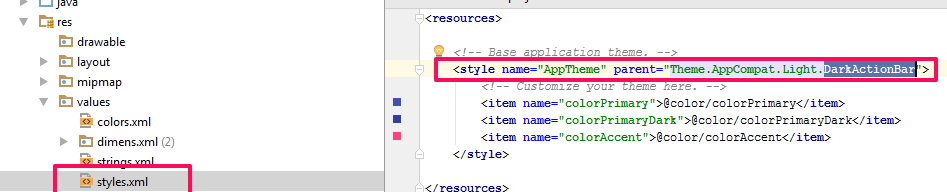 java
res
drawable
layout
mipmap
values
colors.xml
dimens.xml (2)
strings.xml
styles.xml
<resources>
<!-- Base application theme. -->
<style name="AppTheme" parent="Theme.AppCompat.Light.DarkActionBar">
<!-- Customize your theme here. -->
<item name="colorPrimary">@color/colorPrimary</item>
<item name="colorPrimaryDark">@color/colorPrimaryDark</item>
<item name="colorAccent">@color/colorAccent</item>
</style>
</resources>